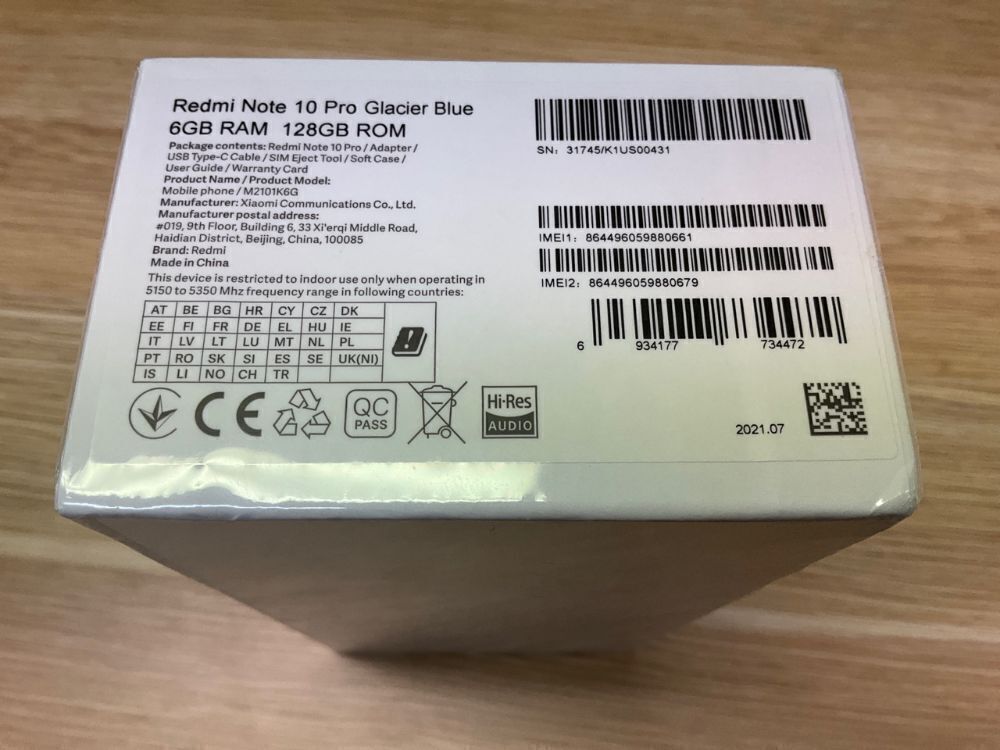 Redmi Note 10 Pro Glacier Blue
6GB RAM 128GB ROM
Package contents: Redmi Note 10 Pro / Adapter /
USB Type-C Cable / SIM Eject Tool / Soft Case /
User Guide / Warranty Card
Product Name / Product Model:
Mobile phone / M2101K6G
Manufacturer: Xiaomi Communications Co., Ltd.
Manufacturer postal address:
#019, 9th Floor, Building 6, 33 Xi'erqi Middle Road,
Haidian District, Beijing, China, 100085
Brand: Redmi
Made in China
This device is restricted to indoor use only when operating in
5150 to 5350 Mhz frequency range in following countries:
AT BE BG HR CY CZ DK
EE FI FR DE EL HU IE
IT LV LT LU MT NL PL
PT RO SK SI ES SE UK(NI)
IS LI NO CH TR
CE
QC
PASS
Hi-Res
AUDIO
SN: 31745/K1US00431
IMEI1: 864496059880661
IMEI2: 864496059880679
6 934177 734472
2021.07